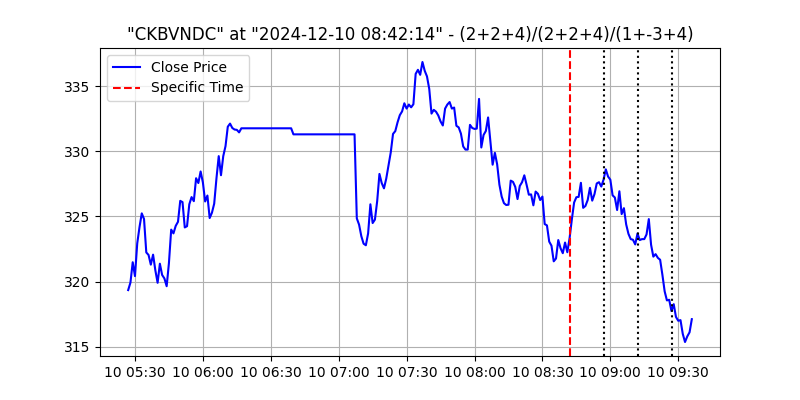 "CKBVNDC" at "2024-12-10 08:42:14" - (2+2+4)/(2+2+4)/(1+-3+4)
Close Price
Specific Time
335
330
325
320
315
10 05:30 10 06:00 10 06:30 10 07:00 10 07:30 10 08:00 10 08:30 10 09:00 10 09:30